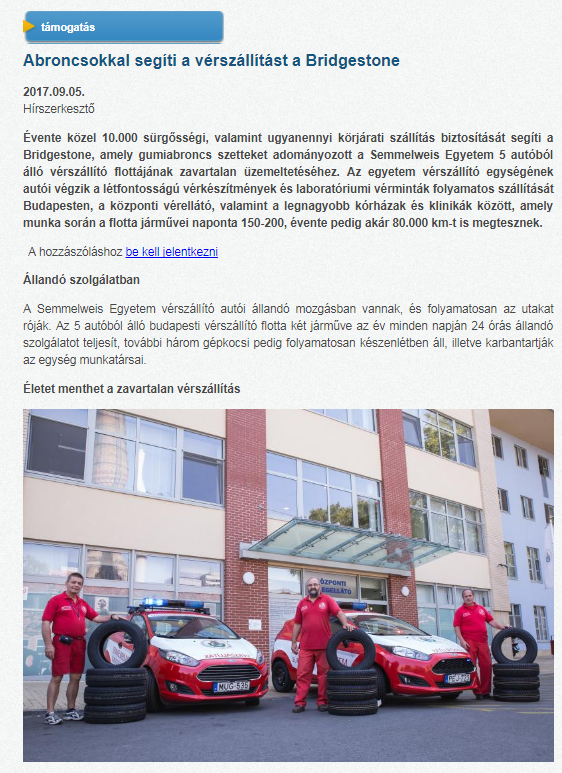 támogatás
Abroncsokkal segíti a vérszállítást a Bridgestone
2017.09.05.
Hírszerkesztő
Évente közel 10.000 sürgősségi, valamint ugyanennyi körjárati szállítás biztosítását segíti a
Bridgestone, amely gumiabroncs szetteket adományozott a Semmelweis Egyetem 5 autóból
álló vérszállító flottájának zavartalan üzemeltetéséhez. Az egyetem vérszállító egységének
autói végzik a létfontosságú vérkészítmények és laboratóriumi vérminták folyamatos szállítását
Budapesten, a központi vérellátó, valamint a legnagyobb kórházak és klinikák között, amely
munka során a flotta járművei naponta 150-200, évente pedig akár 80.000 km-t is megtesznek.
A hozzászóláshoz be kell jelentkezni
Állandó szolgálatban
A Semmelweis Egyetem vérszállító autói állandó mozgásban vannak, és folyamatosan az utakat
róják. Az 5 autóból álló budapesti vérszállító flotta két járműve az év minden napján 24 órás állandó
szolgálatot teljesít, további három gépkocsi pedig folyamatosan készenlétben áll, illetve karbantartják
az egység munkatársai.
Életet menthet a zavartalan vérszállítás
KÖZPONTI
MUG-536
PEJ-723